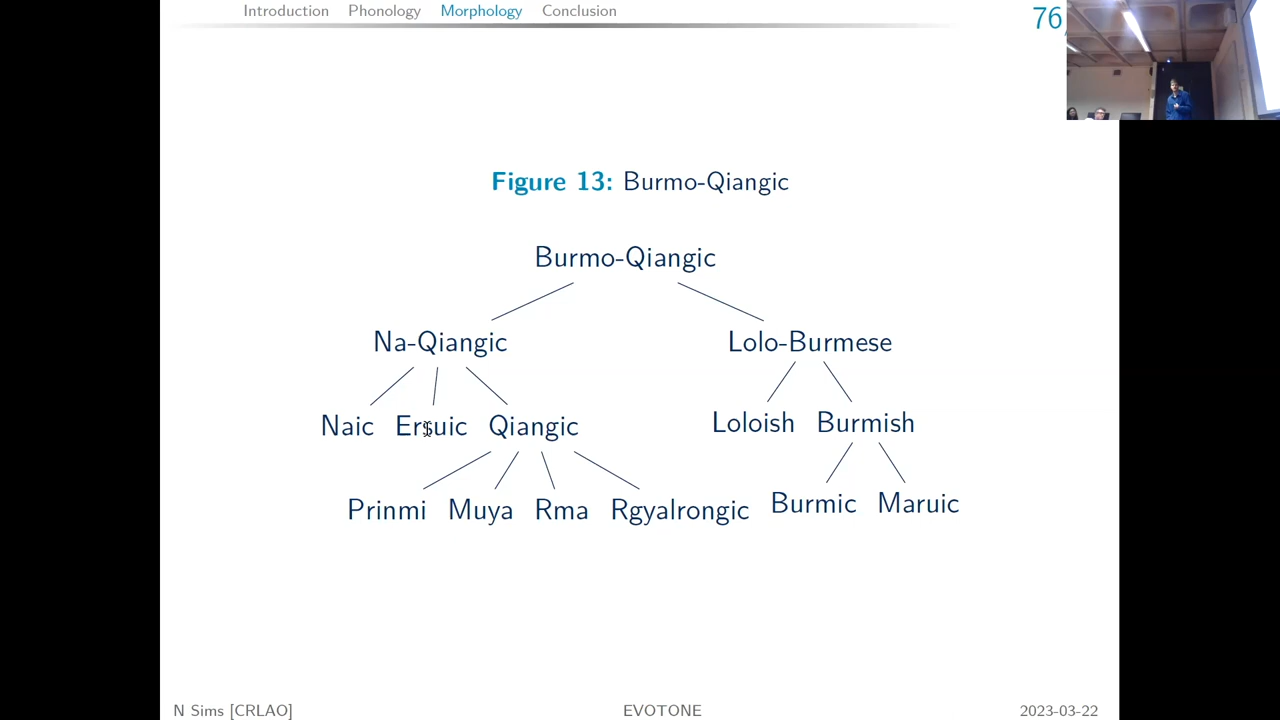 Introduction Phonology Morphology Conclusion
76
Figure 13: Burmo-Qiangic
Burmo-Qiangic
Na-Qiangic Lolo-Burmese
Naic Ersuic Qiangic Loloish Burmish
Prinmi Muya Rma Rgyalrongic Burmic Maruic
N Sims [CRLAO] EVOTONE 2023-03-22